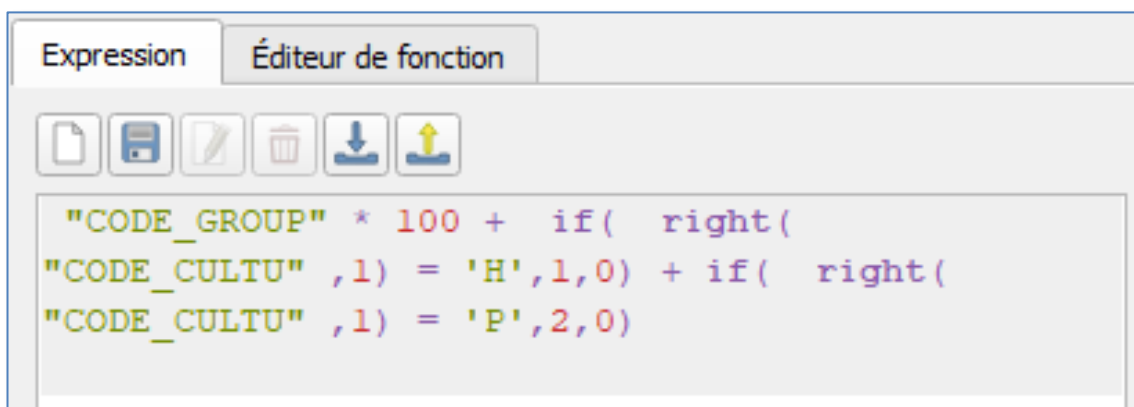 Expression Éditeur de fonction
"CODE_GROUP" * 100 + if( right(
"CODE_CULTU" ,1) = 'H',1,0) + if( right(
"CODE_CULTU" ,1) = 'P',2,0)